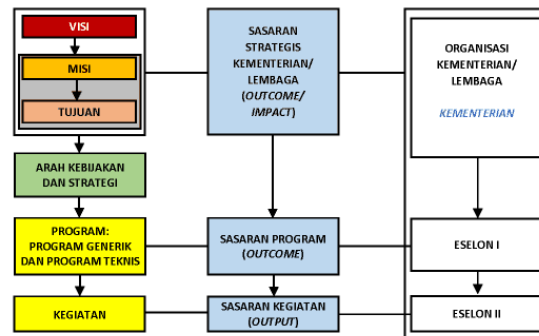 VISI
MISI
TUJUAN
ARAH KEBIJAKAN
DAN STRATEGI
PROGRAM:
PROGRAM GENERIK
DAN PROGRAM TEKNIS
KEGIATAN
SASARAN
STRATEGIS
KEMENTERIAN/
LEMBAGA
(OUTCOME/
IMPACT)
SASARAN PROGRAM
(OUTCOME)
SASARAN KEGIATAN
(OUTPUT)
ORGANISASI
KEMENTERIAN/
LEMBAGA
KEMENTERIAN
ESELON I
ESELON II